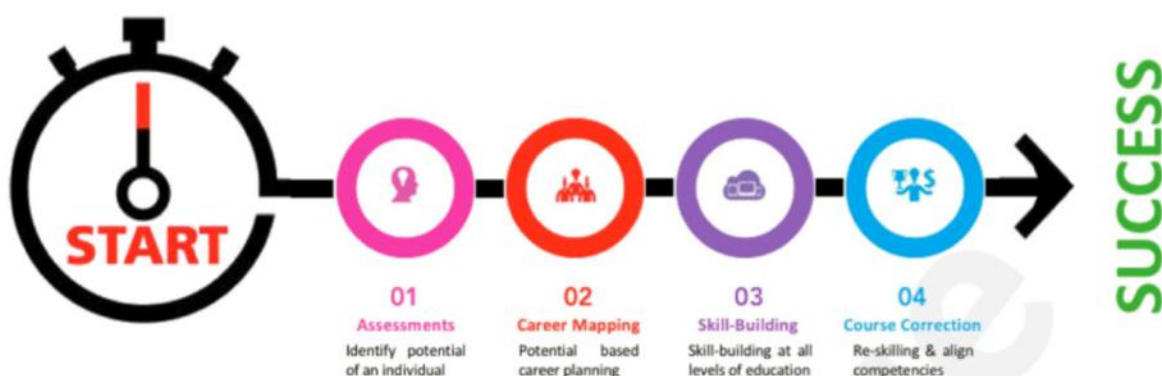 START
01
Assessments
Identify potential
of an individual
02
Career Mapping
Potential based
career planning
03
Skill-Building
Skill-building at all
levels of education
04
Course Correction
Re-skilling & align
competencies
SUCCESS